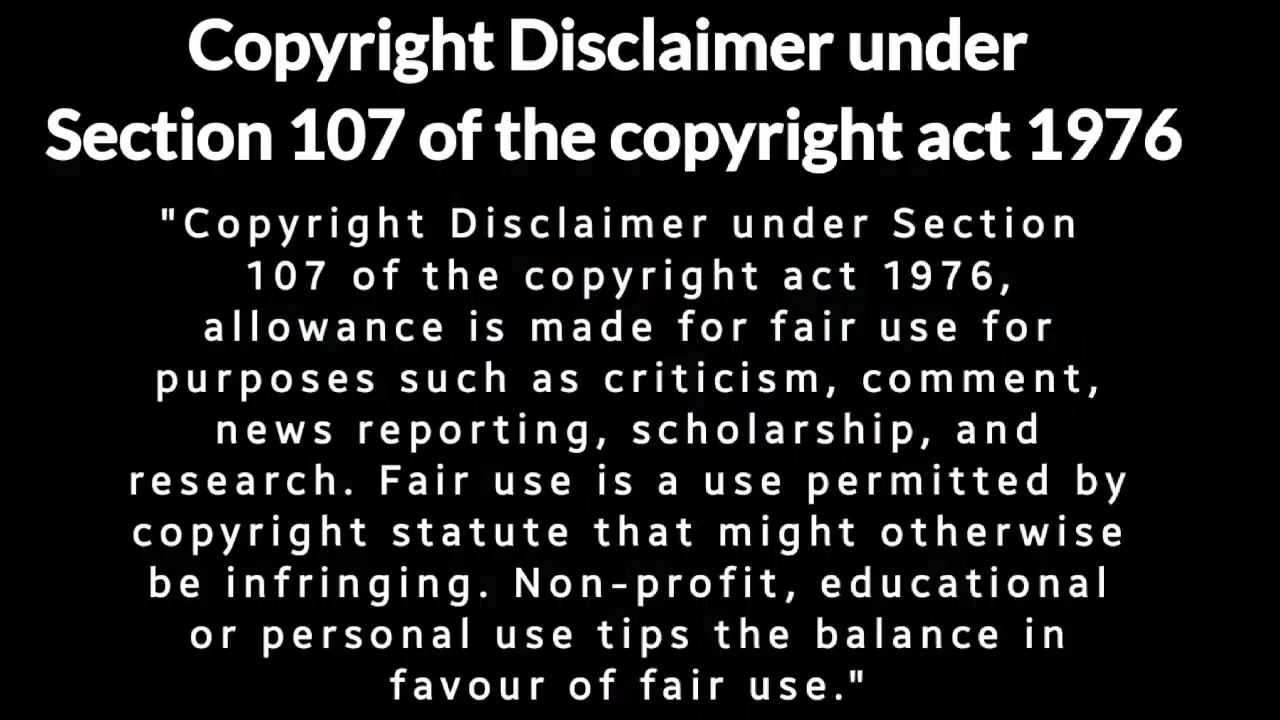 Copyright Disclaimer under
Section 107 of the copyright act 1976
"Copyright Disclaimer under Section
107 of the copyright act 1976,
allowance is made for fair use for
purposes such as criticism, comment,
news reporting, scholarship, and
research. Fair use is a use permitted by
copyright statute that might otherwise
be infringing. Non-profit, educational
or personal use tips the balance in
favour of fair use."